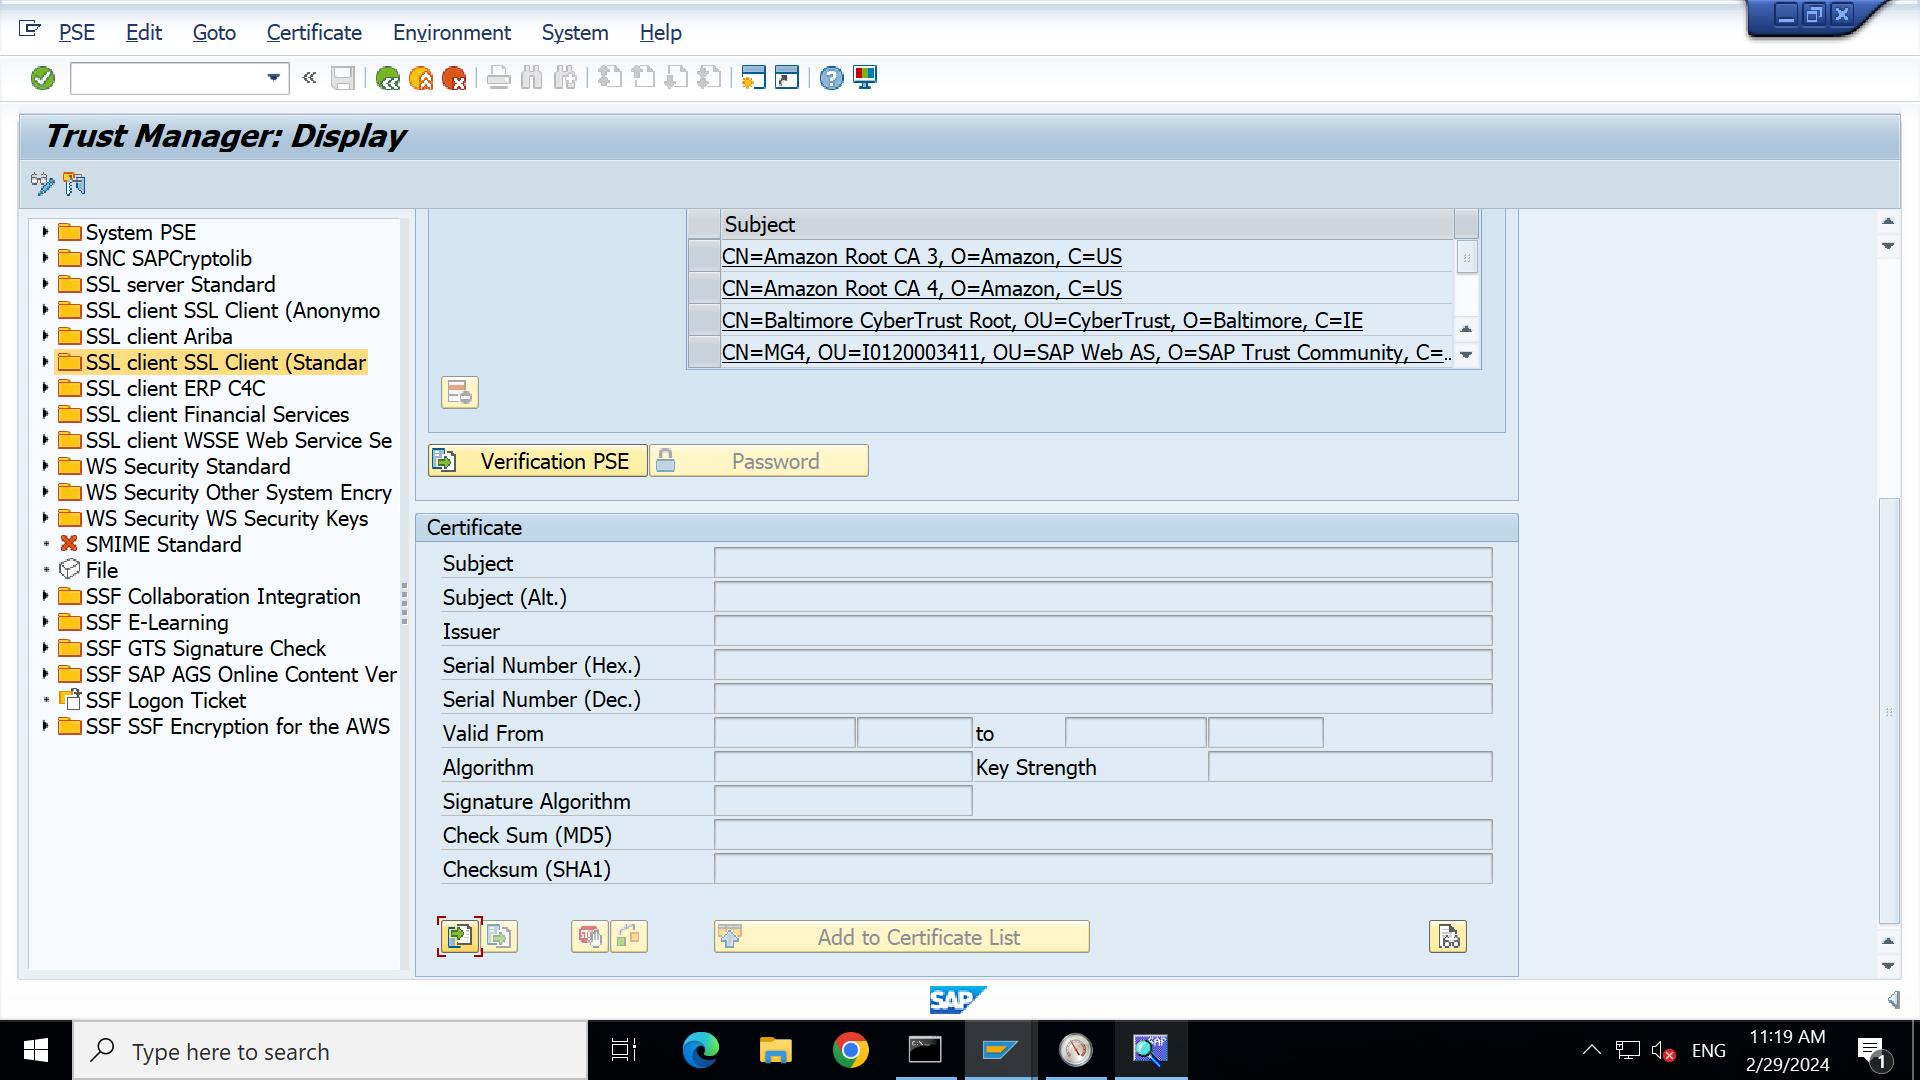 PSE Edit Goto Certificate Environment System Help
Trust Manager: Display
System PSE
SNC SAPCryptolib
SSL server Standard
SSL client SSL Client (Anonymo
SSL client Ariba
SSL client SSL Client (Standar
SSL client ERP C4C
SSL client Financial Services
SSL client WSSE Web Service Se
WS Security Standard
WS Security Other System Encry
WS Security WS Security Keys
SMIME Standard
File
SSF Collaboration Integration
SSF E-Learning
SSF GTS Signature Check
SSF SAP AGS Online Content Ver
SSF Logon Ticket
SSF SSF Encryption for the AWS
Subject
CN=Amazon Root CA 3, O=Amazon, C=US
CN=Amazon Root CA 4, O=Amazon, C=US
CN=Baltimore CyberTrust Root, OU=CyberTrust, O=Baltimore, C=IE
CN=MG4, OU=I0120003411, OU=SAP Web AS, O=SAP Trust Community, C=..
Verification PSE Password
Certificate
Subject
Subject (Alt.)
Issuer
Serial Number (Hex.)
Serial Number (Dec.)
Valid From to
Algorithm Key Strength
Signature Algorithm
Check Sum (MD5)
Checksum (SHA1)
Add to Certificate List
SAP
Type here to search
ENG
11:19 AM
2/29/2024
1